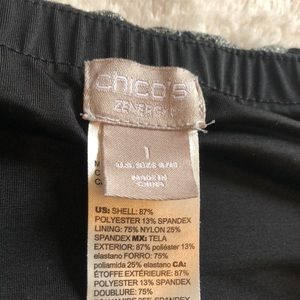 chico's
ZENERGY
1
U.S. SIZE 8
MADE IN
CHINA
US: SHELL: 87%
POLYESTER 13% SPANDEX
LINING: 75% NYLON 25%
SPANDEX MX: TELA
EXTERIOR: 87% poliéster 13%
elastano FORRO: 75%
poliamida 25% elastano CA:
ÉTOFFE EXTÉRIEURE: 87%
POLYESTER 13% SPANDEX
DOUBLURE: 75%